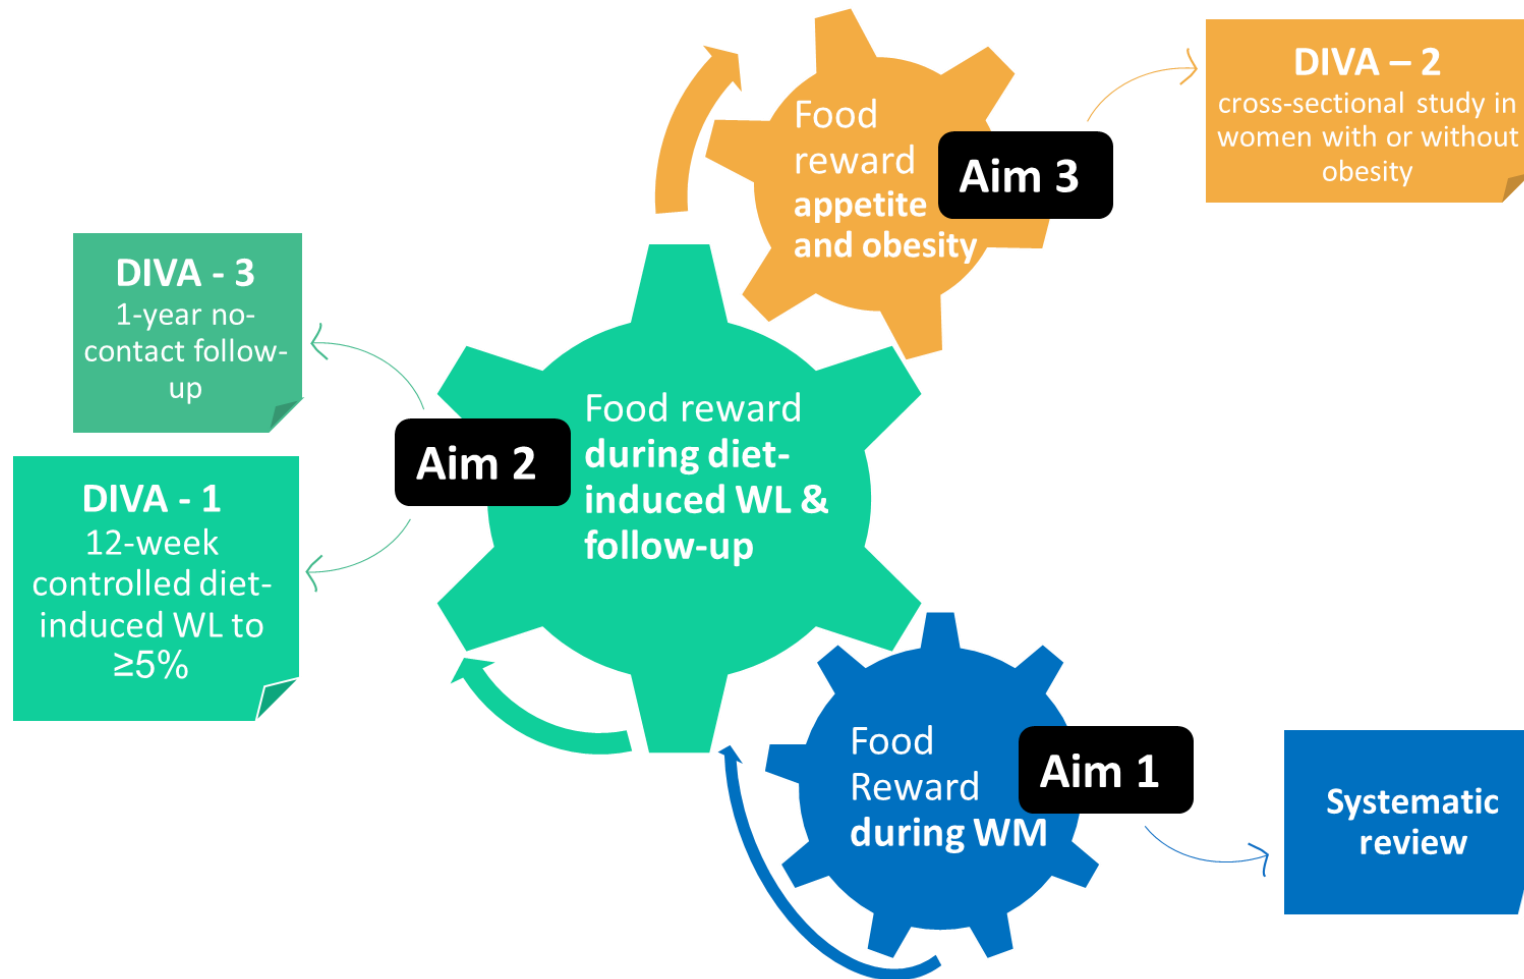 Food
reward
appetite
and obesity
Aim 3
DIVA – 2
cross-sectional study in
women with or without
obesity
DIVA - 3
1-year no-
contact follow-
up
DIVA - 1
12-week
controlled diet-
induced WL to
≥5%
Aim 2
Food reward
during diet-
induced WL &
follow-up
Food
Reward
during WM
Aim 1
Systematic
review